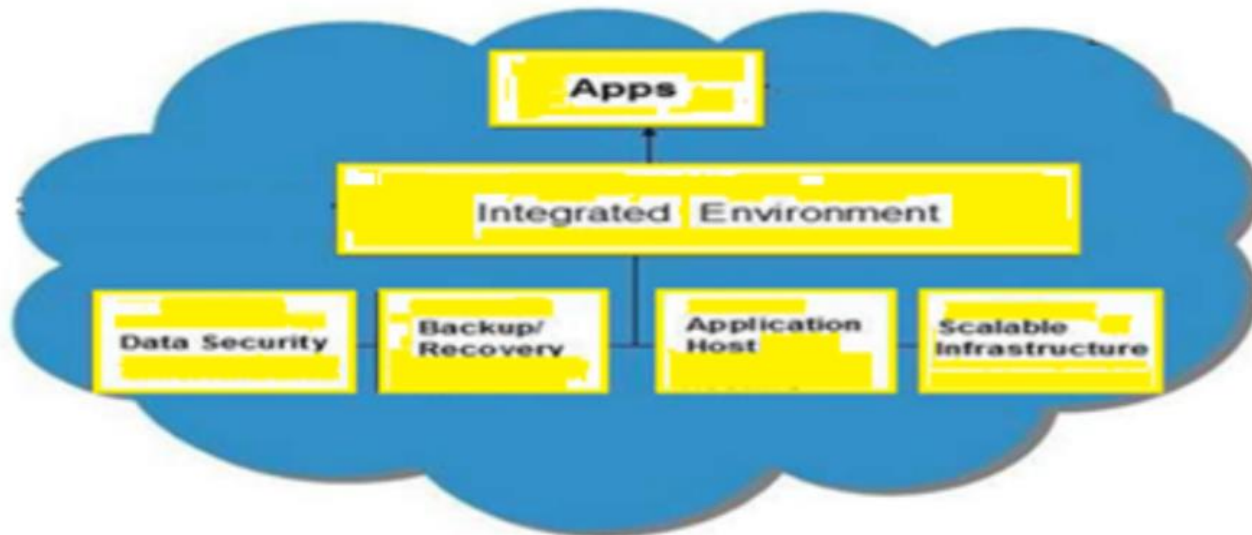 Apps
Integrated Environment
Data Security
Backup/
Recovery
Application
Host
Scalable
Infrastructure